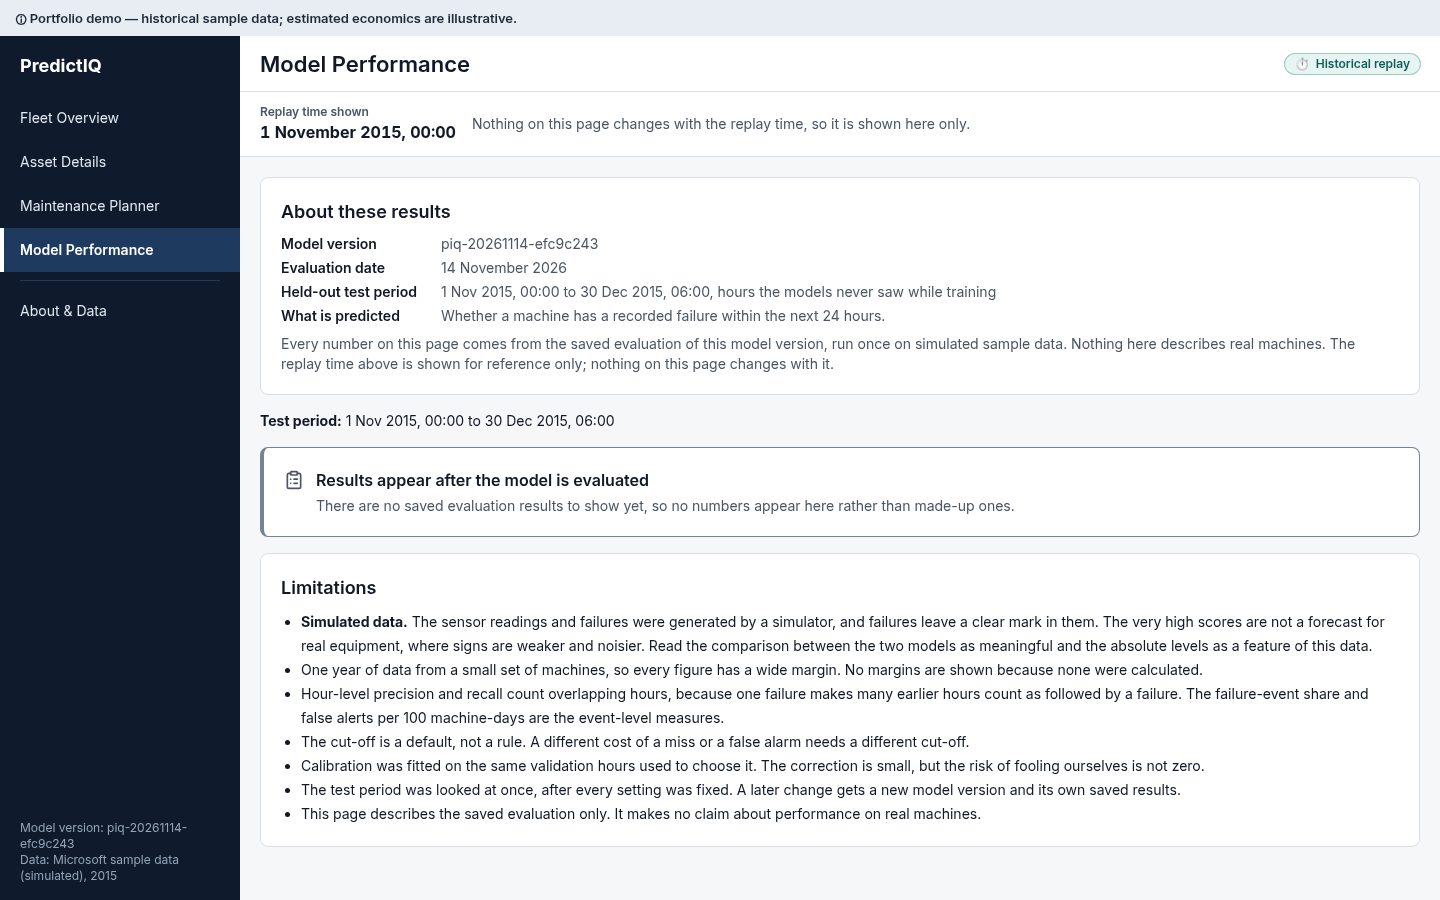 Portfolio demo — historical sample data; estimated economics are illustrative.
PredictIQ
Fleet Overview
Asset Details
Maintenance Planner
Model Performance
About & Data
Model version: piq-20261114-
efc9c243
Data: Microsoft sample data
(simulated), 2015
Model Performance
Historical replay
Replay time shown
1 November 2015, 00:00
Nothing on this page changes with the replay time, so it is shown here only.
About these results
Model version piq-20261114-efc9c243
Evaluation date 14 November 2026
Held-out test period 1 Nov 2015, 00:00 to 30 Dec 2015, 06:00, hours the models never saw while training
What is predicted Whether a machine has a recorded failure within the next 24 hours.
Every number on this page comes from the saved evaluation of this model version, run once on simulated sample data. Nothing here describes real machines. The
replay time above is shown for reference only; nothing on this page changes with it.
Test period: 1 Nov 2015, 00:00 to 30 Dec 2015, 06:00
Results appear after the model is evaluated
There are no saved evaluation results to show yet, so no numbers appear here rather than made-up ones.
Limitations
• Simulated data. The sensor readings and failures were generated by a simulator, and failures leave a clear mark in them. The very high scores are not a forecast for
real equipment, where signs are weaker and noisier. Read the comparison between the two models as meaningful and the absolute levels as a feature of this data.
• One year of data from a small set of machines, so every figure has a wide margin. No margins are shown because none were calculated.
• Hour-level precision and recall count overlapping hours, because one failure makes many earlier hours count as followed by a failure. The failure-event share and
false alerts per 100 machine-days are the event-level measures.
• The cut-off is a default, not a rule. A different cost of a miss or a false alarm needs a different cut-off.
• Calibration was fitted on the same validation hours used to choose it. The correction is small, but the risk of fooling ourselves is not zero.
• The test period was looked at once, after every setting was fixed. A later change gets a new model version and its own saved results.
• This page describes the saved evaluation only. It makes no claim about performance on real machines.